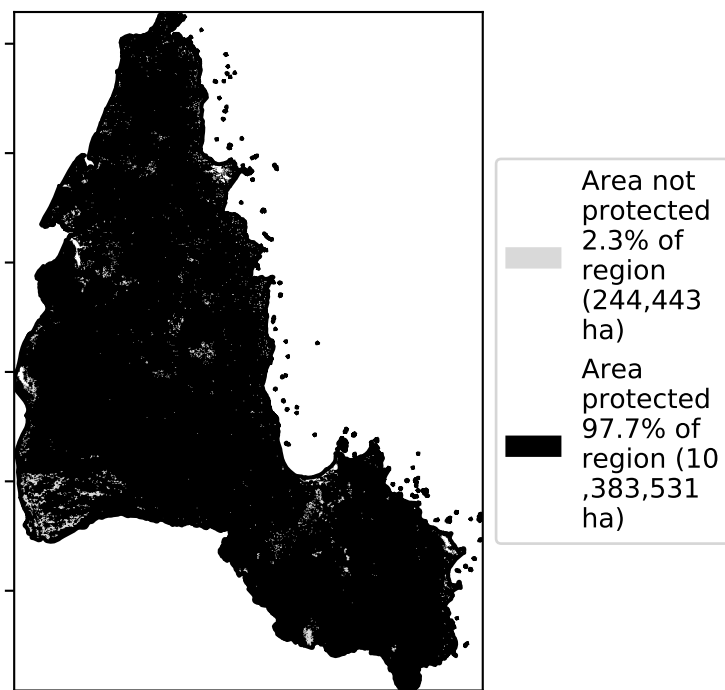 Area not
protected
2.3% of
region
(244,443
ha)
Area
protected
97.7% of
region (10
,383,531
ha)